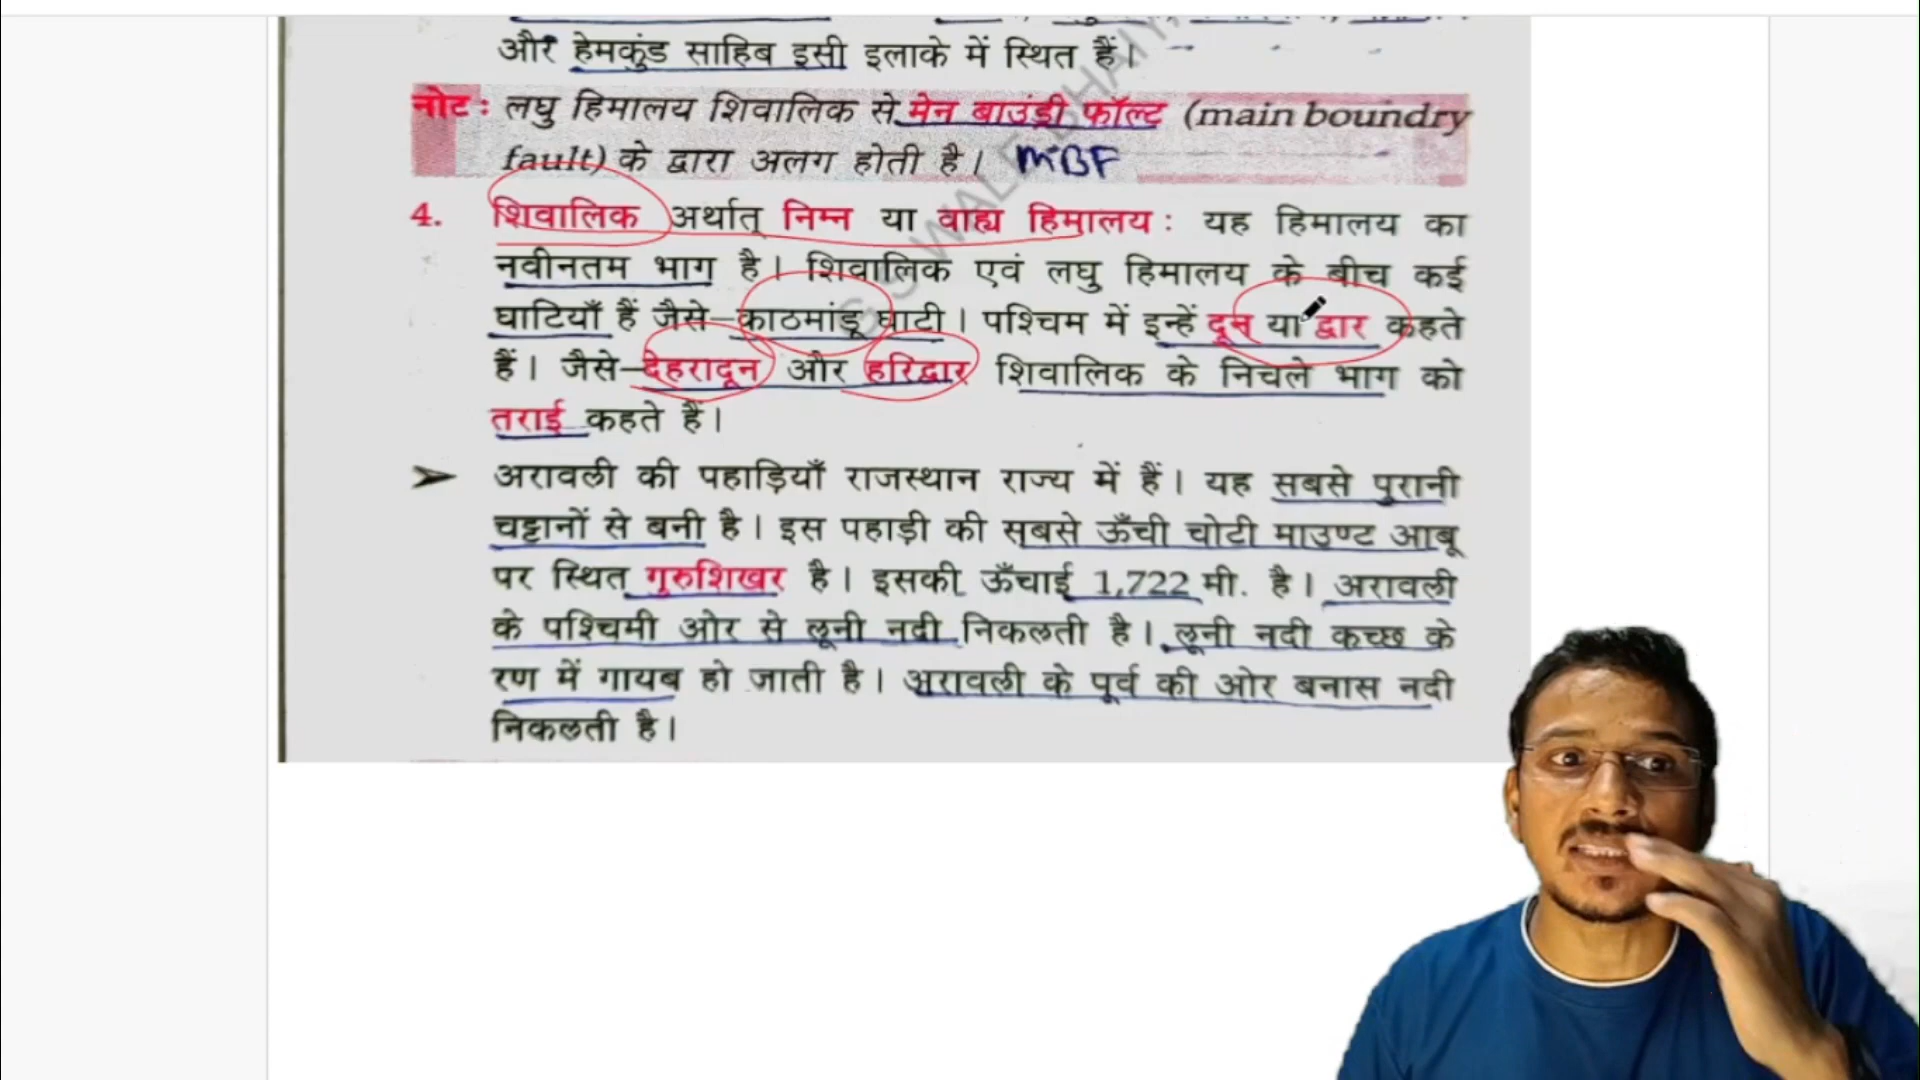 और हेमकुंड साहिब इसी इलाके में स्थित हैं।
नोट : लघु हिमालय शिवालिक से मेन बाउंड्री फॉल्ट (main boundry
fault) के द्वारा अलग होती है। MBF
4. शिवालिक अर्थात् निम्न या वाह्य हिमालय : यह हिमालय का
नवीनतम भाग है। शिवालिक एवं लघु हिमालय के बीच कई
घाटियाँ हैं जैसे–काठमांडू घाटी। पश्चिम में इन्हें दून या द्वार कहते
हैं। जैसे–देहरादून और हरिद्वार शिवालिक के निचले भाग को
तराई कहते हैं।
➢ अरावली की पहाड़ियाँ राजस्थान राज्य में हैं। यह सबसे पुरानी
चट्टानों से बनी है। इस पहाड़ी की सबसे ऊँची चोटी माउण्ट आबू
पर स्थित गुरुशिखर है। इसकी ऊँचाई 1,722 मी. है। अरावली
के पश्चिमी ओर से लूनी नदी निकलती है। लूनी नदी कच्छ के
रण में गायब हो जाती है। अरावली के पूर्व की ओर बनास नदी
निकलती है।